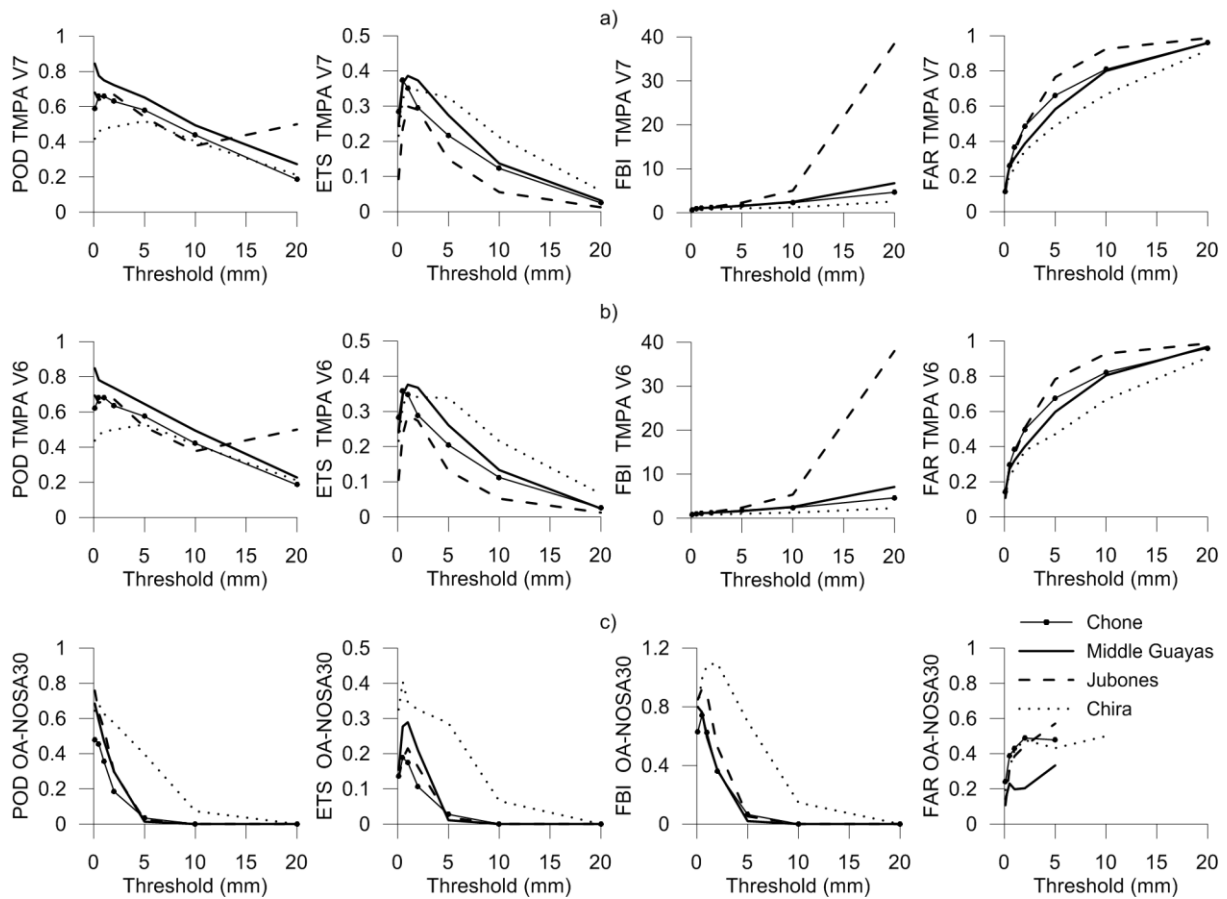 a)
POD TMPA V7
1
0.8
0.6
0.4
0.2
0
0 5 10 15 20
Threshold (mm)
ETS TMPA V7
0.5
0.4
0.3
0.2
0.1
0
0 5 10 15 20
Threshold (mm)
FBI TMPA V7
40
30
20
10
0
0 5 10 15 20
Threshold (mm)
FAR TMPA V7
1
0.8
0.6
0.4
0.2
0
0 5 10 15 20
Threshold (mm)
b)
POD TMPA V6
1
0.8
0.6
0.4
0.2
0
0 5 10 15 20
Threshold (mm)
ETS TMPA V6
0.5
0.4
0.3
0.2
0.1
0
0 5 10 15 20
Threshold (mm)
FBI TMPA V6
40
30
20
10
0
0 5 10 15 20
Threshold (mm)
FAR TMPA V6
1
0.8
0.6
0.4
0.2
0
0 5 10 15 20
Threshold (mm)
c)
POD OA-NOSA30
1
0.8
0.6
0.4
0.2
0
0 5 10 15 20
Threshold (mm)
ETS OA-NOSA30
0.5
0.4
0.3
0.2
0.1
0
0 5 10 15 20
Threshold (mm)
FBI OA-NOSA30
1.2
0.8
0.4
0
0 5 10 15 20
Threshold (mm)
FAR OA-NOSA30
1
0.8
0.6
0.4
0.2
0
0 5 10 15 20
Threshold (mm)
Chone
Middle Guayas
Jubones
Chira